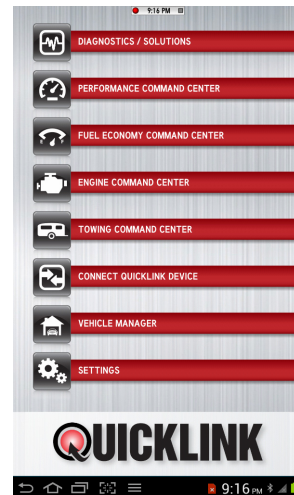 9:16 PM
DIAGNOSTICS / SOLUTIONS
PERFORMANCE COMMAND CENTER
FUEL ECONOMY COMMAND CENTER
ENGINE COMMAND CENTER
TOWING COMMAND CENTER
CONNECT QUICKLINK DEVICE
VEHICLE MANAGER
SETTINGS
QUICKLINK
9:16 PM